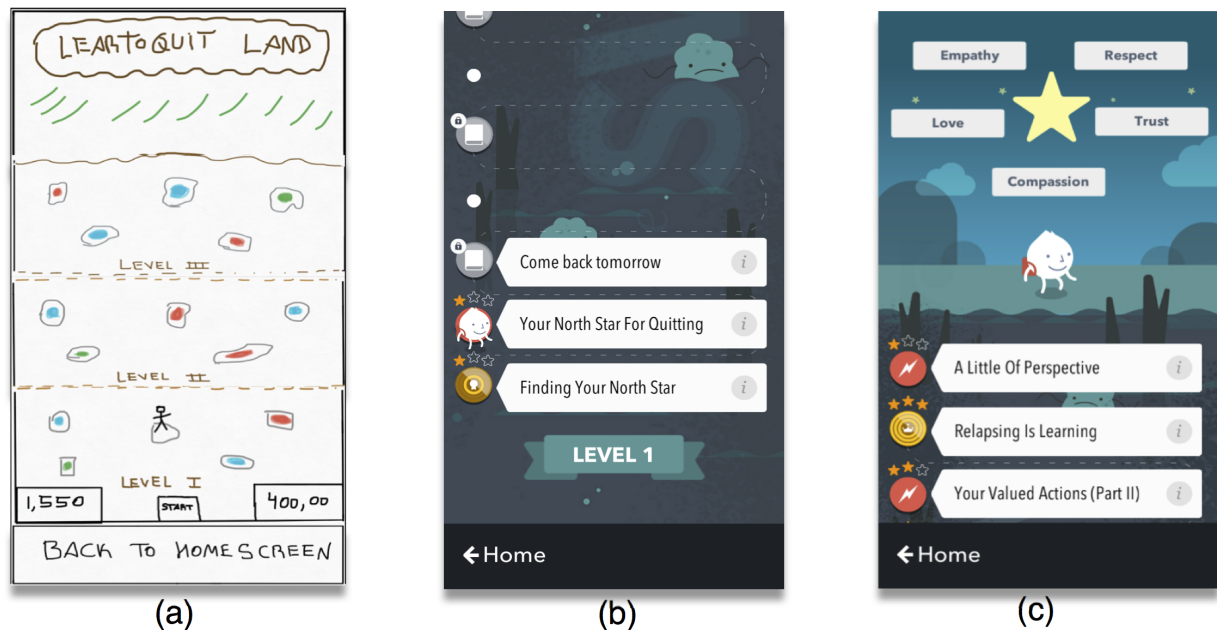 LEARTOQUIT LAND
LEVEL III
LEVEL II
LEVEL I
1,550
START
400,00
BACK TO HOMESCREEN
(a)
Come back tomorrow
i
Your North Star For Quitting
i
Finding Your North Star
i
LEVEL 1
Home
(b)
Empathy
Respect
Love
Trust
Compassion
A Little Of Perspective
i
Relapsing Is Learning
i
Your Valued Actions (Part II)
i
Home
(c)